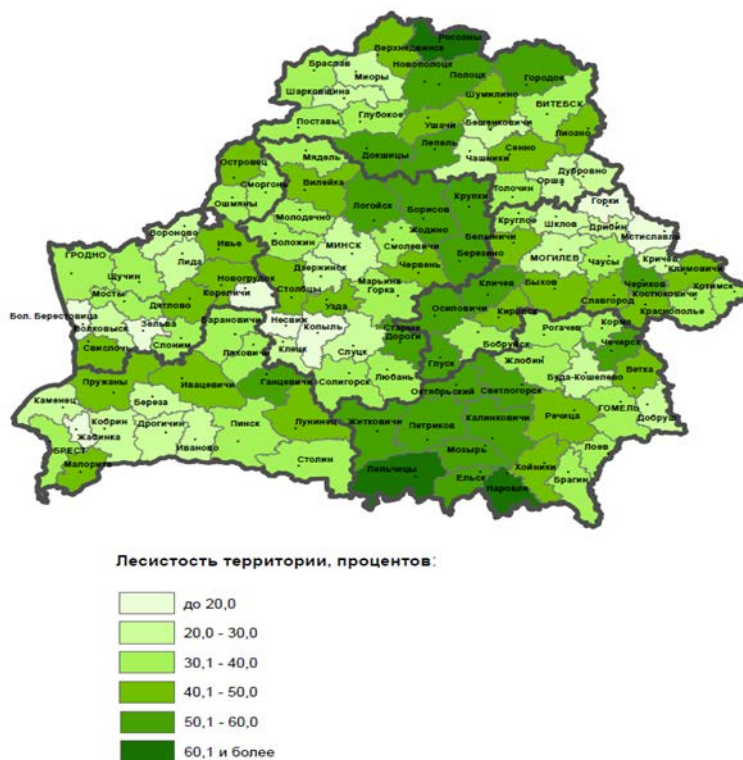 Россоны
Верхнедвинск
Браслав
Новополоцк
Миоры
Полоцк
Городок
Шарковщина
Шумилино
ВИТЕБСК
Глубокое
Бешенковичи
Поставы
Ушачи
Лиозно
Лепель
Сенно
Мядель
Докшицы
Чашники
Островец
Дубровно
Вилейка
Орша
Сморгонь
Крупки
Толочин
Ошмяны
Логойск
Борисов
Горки
Молодечно
Круглое
Вороново
Жодино
Шклов
Дрибин
Ивье
Воложин
Смолевичи
Белыничи
Мстиславль
ГРОДНО
МИНСК
Лида
МОГИЛЕВ
Кричев
Щучин
Дзержинск
Червень
Березино
Чаусы
Климовичи
Новогрудок
Марьина
Горка
Чериков
Мосты
Столбцы
Кличев
Быхов
Хотимск
Дятлово
Кореличи
Костюковичи
Бол. Берестовица
Узда
Славгород
Волковыск
Несвиж
Осиповичи
Кировск
Краснополье
Зельва
Барановичи
Копыль
Старые
Дороги
Корма
Слоним
Клецк
Бобруйск
Рогачев
Свислочь
Ляховичи
Слуцк
Чечерск
Глуск
Жлобин
Любань
Ветка
Пружаны
Ивацевичи
Солигорск
Буда-Кошелево
Ганцевичи
Октябрьский
Светлогорск
Каменец
Береза
ГОМЕЛЬ
Кобрин
Дрогичин
Пинск
Лунинец
Житковичи
Калинковичи
Речица
Добруш
Жабинка
Петриков
Иваново
БРЕСТ
Мозырь
Лоев
Столин
Малорита
Лельчицы
Хойники
Ельск
Брагин
Наровля
Лесистость территории, процентов:
до 20,0
20,0 - 30,0
30,1 - 40,0
40,1 - 50,0
50,1 - 60,0
60,1 и более